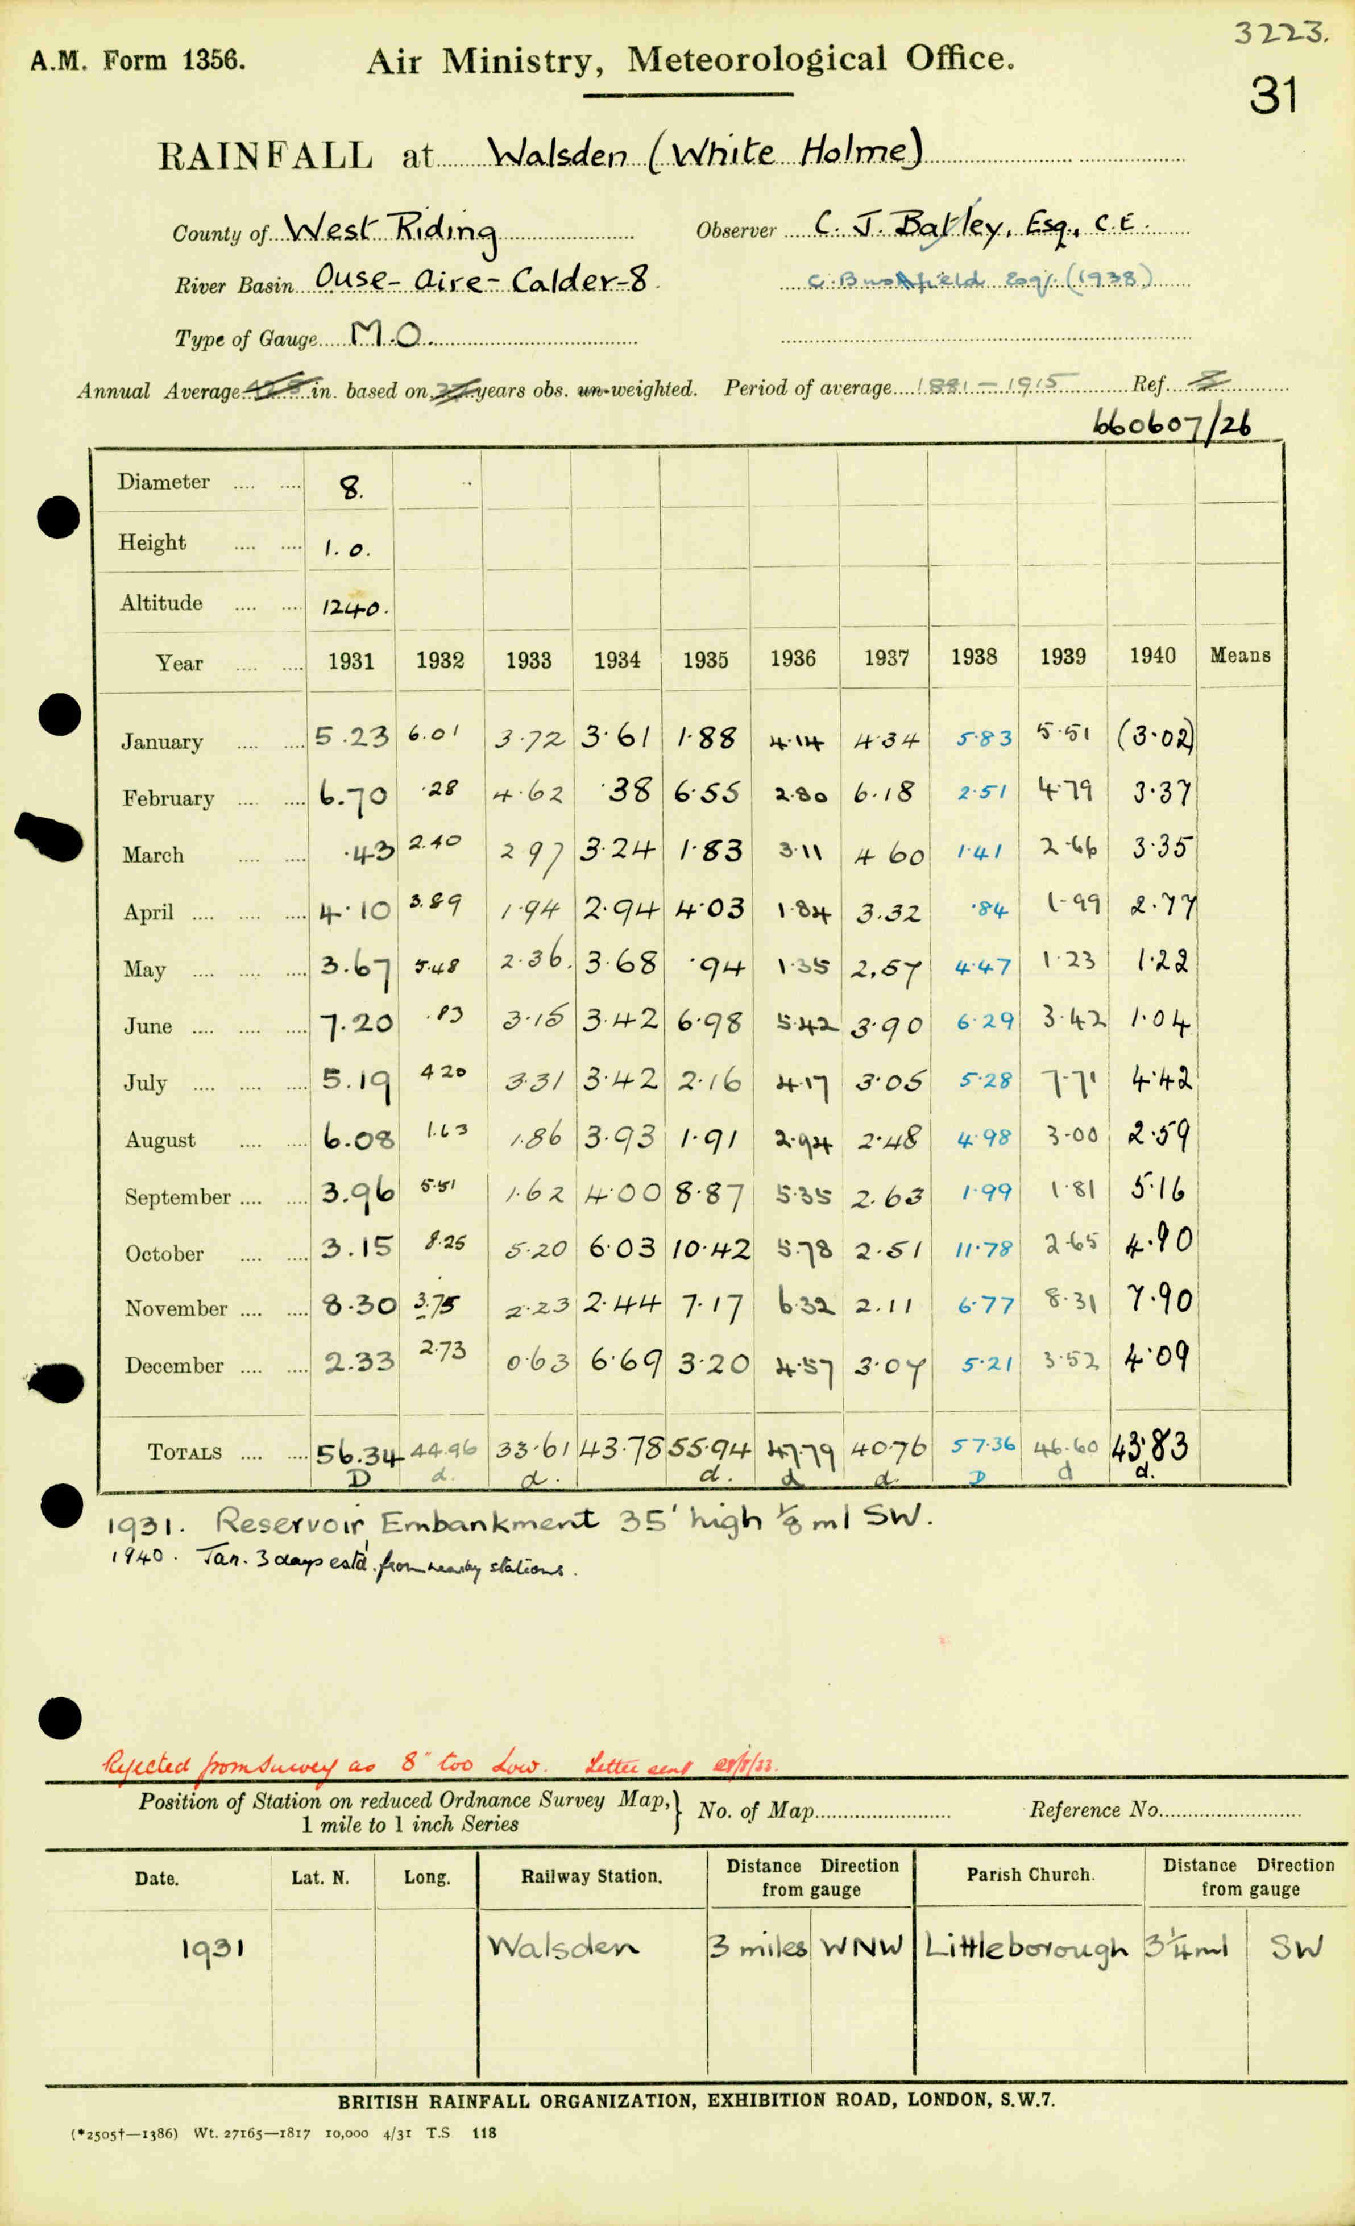 3223.
A.M. Form 1356. Air Ministry, Meteorological Office.
31
RAINFALL at Walsden (White Holme)
County of West Riding Observer C. J. Batley, Esq., C.E.
River Basin Ouse - Aire - Calder - 8 C. Esq. (1938)
Type of Gauge M.O.
Annual Average in. based on years obs. un-weighted. Period of average 1881 - 1915 Ref.
660607/26
Diameter .... .... 8.
Height .... .... 1.0.
Altitude .... .... 1240.
Year .... .... 1931 1932 1933 1934 1935 1936 1937 1938 1939 1940 Means
January .... .... 5.23 6.01 3.72 3.61 1.88 4.14 4.34 5.83 5.51 (3.02)
February .... .... 6.70 .28 4.62 .38 6.55 2.80 6.18 2.51 4.79 3.37
March .... .... .43 2.40 2.97 3.24 1.83 3.11 4.60 1.41 2.66 3.35
April .... .... .... 4.10 3.89 1.94 2.94 4.03 1.84 3.32 .84 1.99 2.77
May .... .... .... 3.67 5.48 2.36. 3.68 .94 1.35 2.57 4.47 1.23 1.22
June .... .... .... 7.20 .83 3.15 3.42 6.98 5.42 3.90 6.29 3.42 1.04
July .... .... .... 5.19 4.20 3.31 3.42 2.16 4.17 3.05 5.28 7.71 4.42
August .... .... 6.08 1.63 1.86 3.93 1.91 2.94 2.48 4.98 3.00 2.59
September .... .... 3.96 5.51 1.62 4.00 8.87 5.35 2.63 1.99 1.81 5.16
October .... .... 3.15 8.25 5.20 6.03 10.42 5.78 2.51 11.78 2.65 4.90
November .... .... 8.30 3.75 2.23 2.44 7.17 6.32 2.11 6.77 8.31 7.90
December .... .... 2.33 2.73 0.63 6.69 3.20 4.57 3.07 5.21 3.52 4.09
TOTALS .... .... 56.34 44.96 33.61 43.78 55.94 47.79 40.76 57.36 46.60 43.83
D d. d. d. d d. D d d.
1931. Reservoir Embankment 35' high 1/8 ml SW.
1940. Jan. 3 days estd. from nearby stations.
Rejected from Survey as 8" too Low. Letter sent
Position of Station on reduced Ordnance Survey Map,} No. of Map Reference No.
1 mile to 1 inch Series
Date. Lat. N. Long. Railway Station. Distance Direction from gauge Parish Church. Distance Direction from gauge
1931 Walsden 3 miles WNW Littleborough 3¼ ml SW
BRITISH RAINFALL ORGANIZATION, EXHIBITION ROAD, LONDON, S.W.7.
(*2505†—1386) Wt. 27165—1817 10,000 4/31 T.S 118